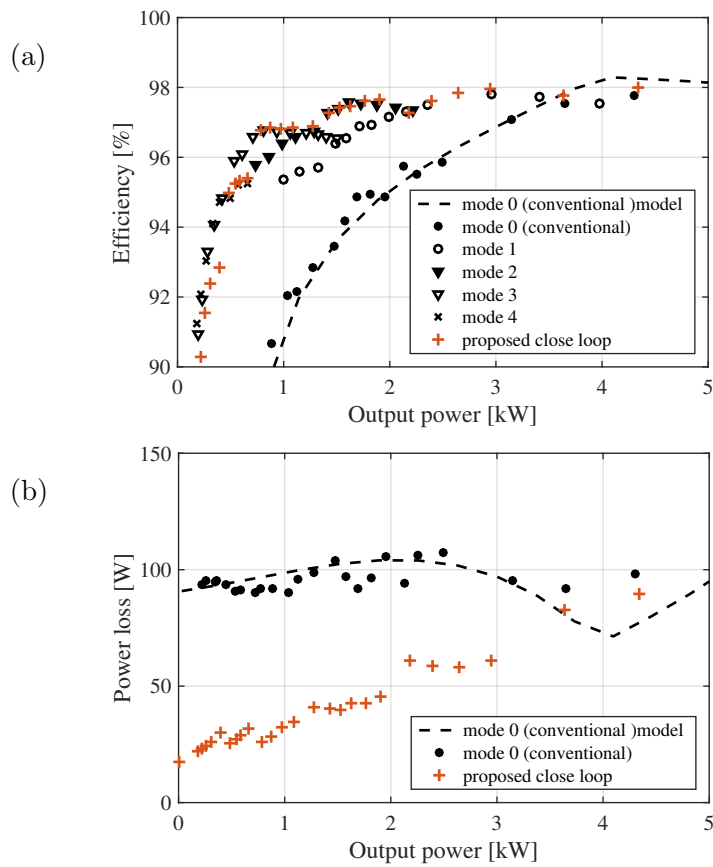 (a)
Efficiency [%]
98
96
94
92
90
0
1
2
3
4
5
Output power [kW]
mode 0 (conventional )model
mode 0 (conventional)
mode 1
mode 2
mode 3
mode 4
proposed close loop
(b)
Power loss [W]
150
100
50
0
0
1
2
3
4
5
Output power [kW]
mode 0 (conventional )model
mode 0 (conventional)
proposed close loop